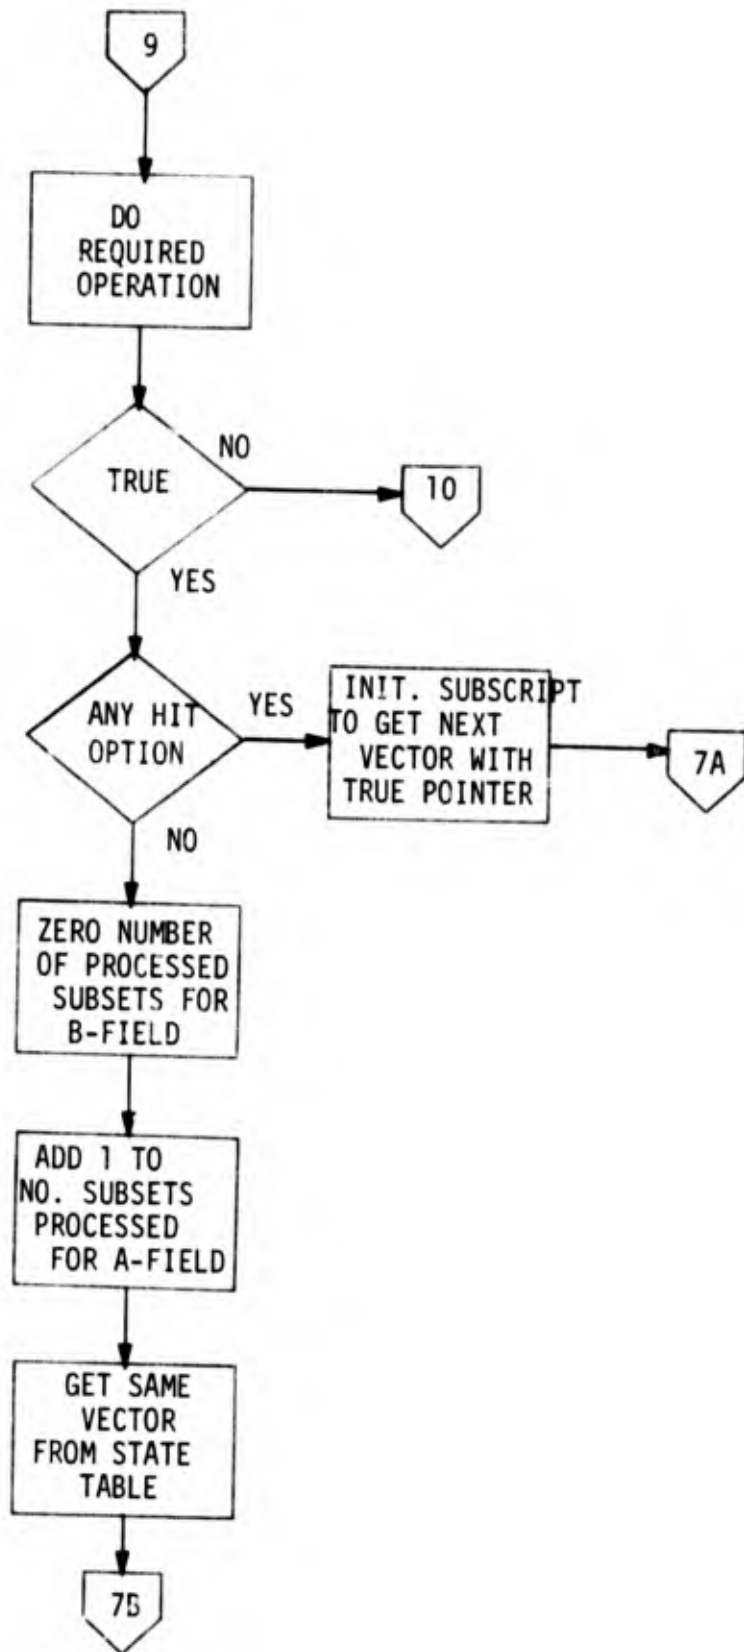 9
DO
REQUIRED
OPERATION
TRUE
NO
10
YES
ANY HIT
OPTION
YES
INIT. SUBSCRIPT
TO GET NEXT
VECTOR WITH
TRUE POINTER
7A
NO
ZERO NUMBER
OF PROCESSED
SUBSETS FOR
B-FIELD
ADD 1 TO
NO. SUBSETS
PROCESSED
FOR A-FIELD
GET SAME
VECTOR
FROM STATE
TABLE
7B